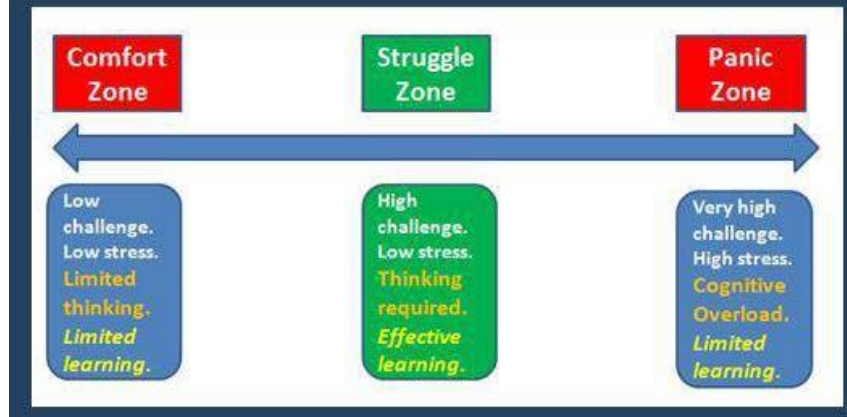 Comfort
Zone
Struggle
Zone
Panic
Zone
Low
challenge.
Low stress.
Limited
thinking.
Limited
learning.
High
challenge.
Low stress.
Thinking
required.
Effective
learning.
Very high
challenge.
High stress.
Cognitive
Overload.
Limited
learning.